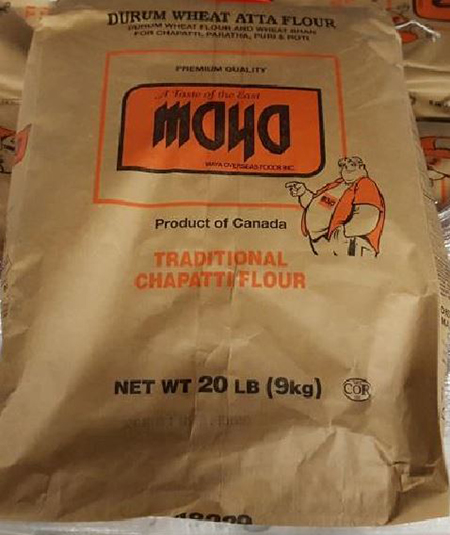 DURUM WHEAT ATTA FLOUR
DURUM WHEAT FLOUR AND WHEAT BRAN
FOR CHAPATTI, PARATHA, PURI & ROTI
PREMIUM QUALITY
A Taste of the East
maya
MAYA OVERSEAS FOODS INC.
Product of Canada
TRADITIONAL
CHAPATTI FLOUR
NET WT 20 LB (9kg)
COR